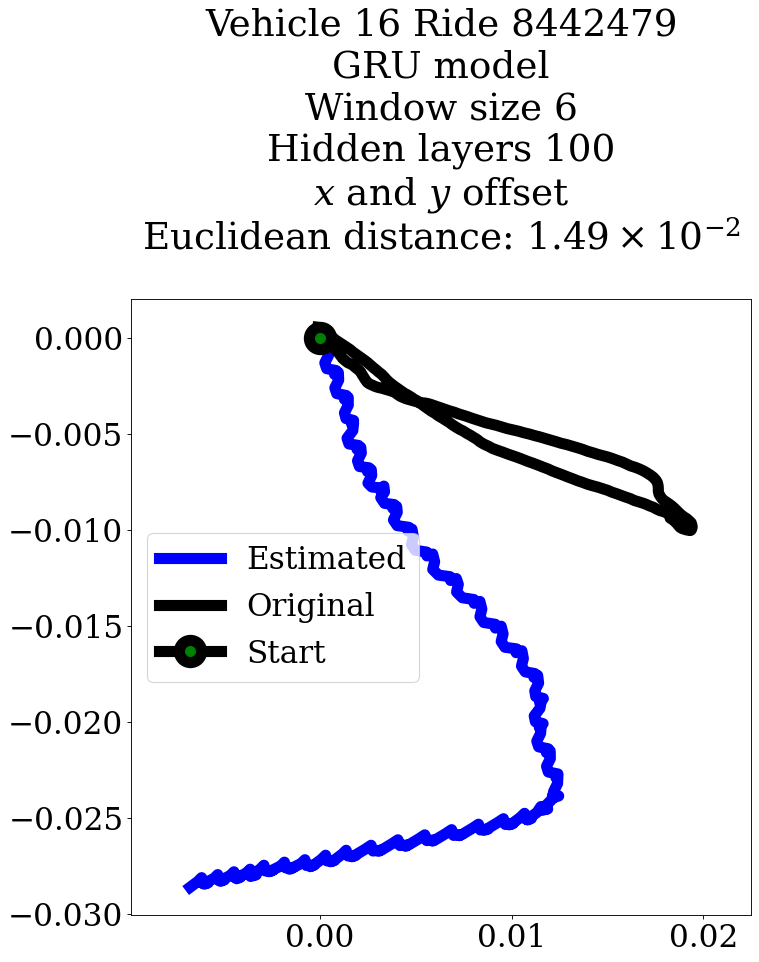 Vehicle 16 Ride 8442479
GRU model
Window size 6
Hidden layers 100
x and y offset
Euclidean distance: 1.49 × 10⁻²
0.000
−0.005
−0.010
−0.015
−0.020
−0.025
−0.030
Estimated
Original
Start
0.00 0.01 0.02